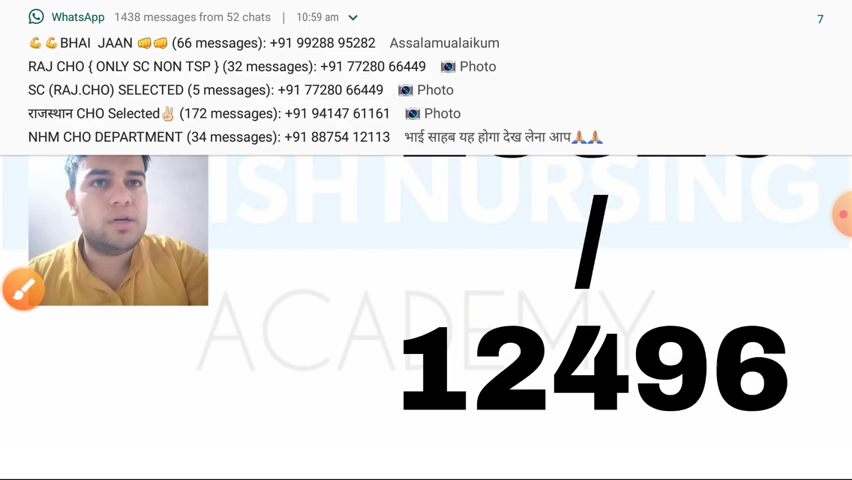 WhatsApp 1438 messages from 52 chats | 10:59 am
7
💪💪BHAI JAAN 👊👊 (66 messages): +91 99288 95282 Assalamualaikum
RAJ CHO { ONLY SC NON TSP } (32 messages): +91 77280 66449 📷 Photo
SC (RAJ.CHO) SELECTED (5 messages): +91 77280 66449 📷 Photo
राजस्थान CHO Selected✌🏻 (172 messages): +91 94147 61161 📷 Photo
NHM CHO DEPARTMENT (34 messages): +91 88754 12113 भाई साहब यह होगा देख लेना आप🙏🙏
ISH NURSING
/
ACADEMY
12496